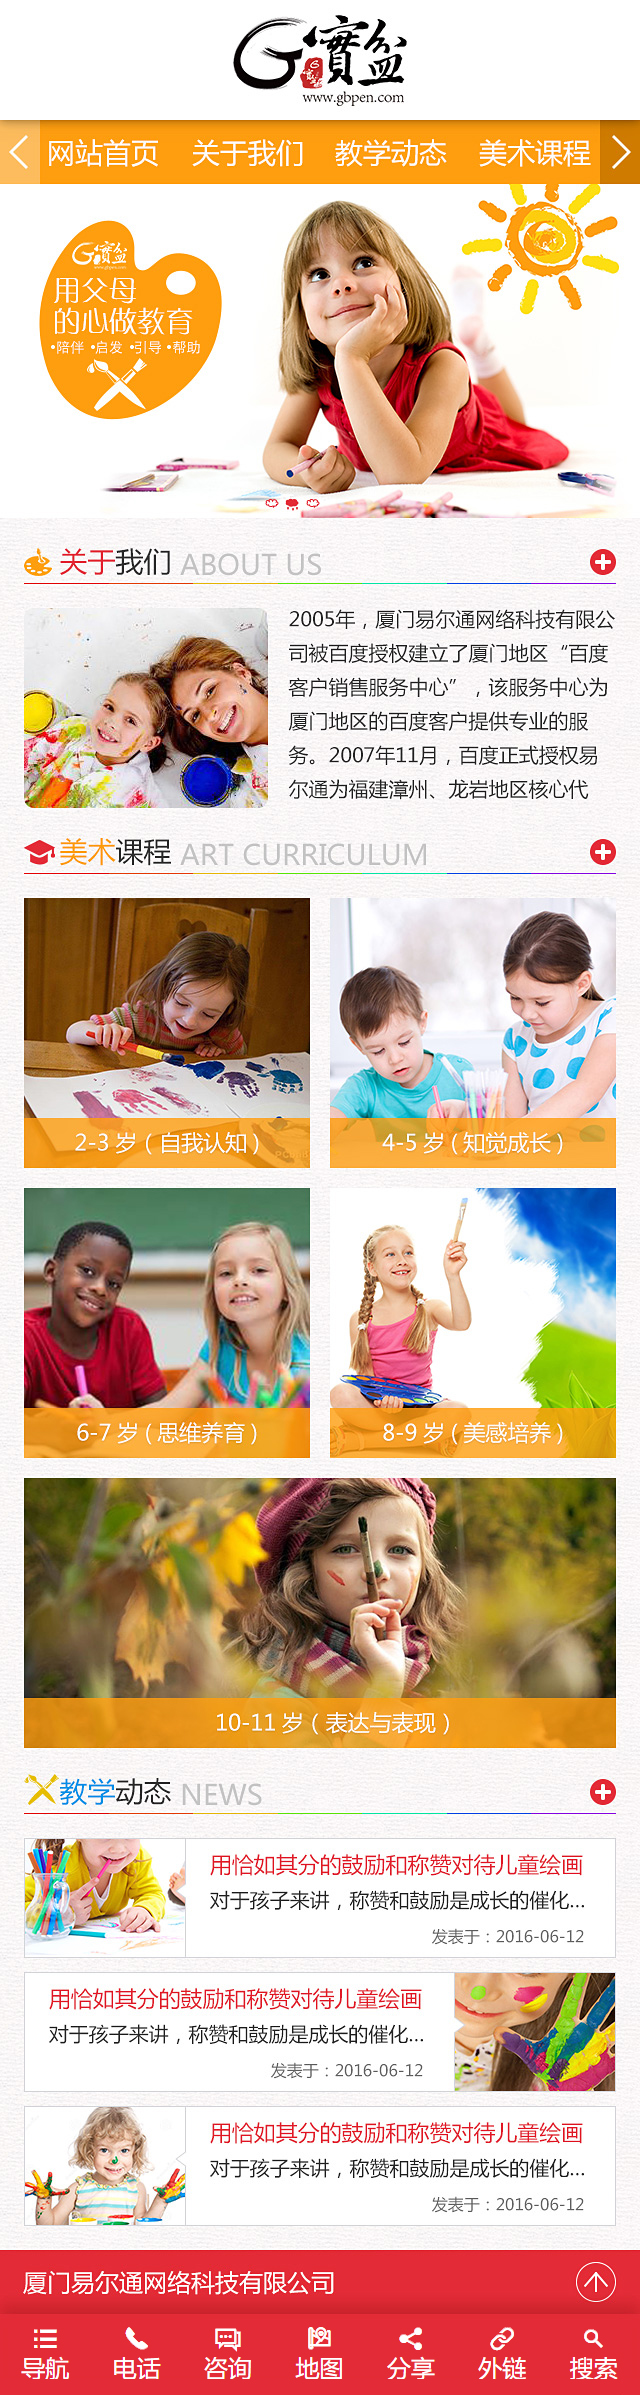 G實盆
www.gbpen.com
网站首页 关于我们 教学动态 美术课程
G實盆
用父母
的心做教育
•陪伴 •启发 •引导 •帮助
关于我们 ABOUT US
2005年，厦门易尔通网络科技有限公
司被百度授权建立了厦门地区“百度
客户销售服务中心”，该服务中心为
厦门地区的百度客户提供专业的服
务。2007年11月，百度正式授权易
尔通为福建漳州、龙岩地区核心代
美术课程 ART CURRICULUM
2-3 岁（自我认知）
4-5 岁（知觉成长）
6-7 岁（思维养育）
8-9 岁（美感培养）
10-11 岁（表达与表现）
教学动态 NEWS
用恰如其分的鼓励和称赞对待儿童绘画
对于孩子来讲，称赞和鼓励是成长的催化...
发表于：2016-06-12
用恰如其分的鼓励和称赞对待儿童绘画
对于孩子来讲，称赞和鼓励是成长的催化...
发表于：2016-06-12
用恰如其分的鼓励和称赞对待儿童绘画
对于孩子来讲，称赞和鼓励是成长的催化...
发表于：2016-06-12
厦门易尔通网络科技有限公司
导航 电话 咨询 地图 分享 外链 搜索